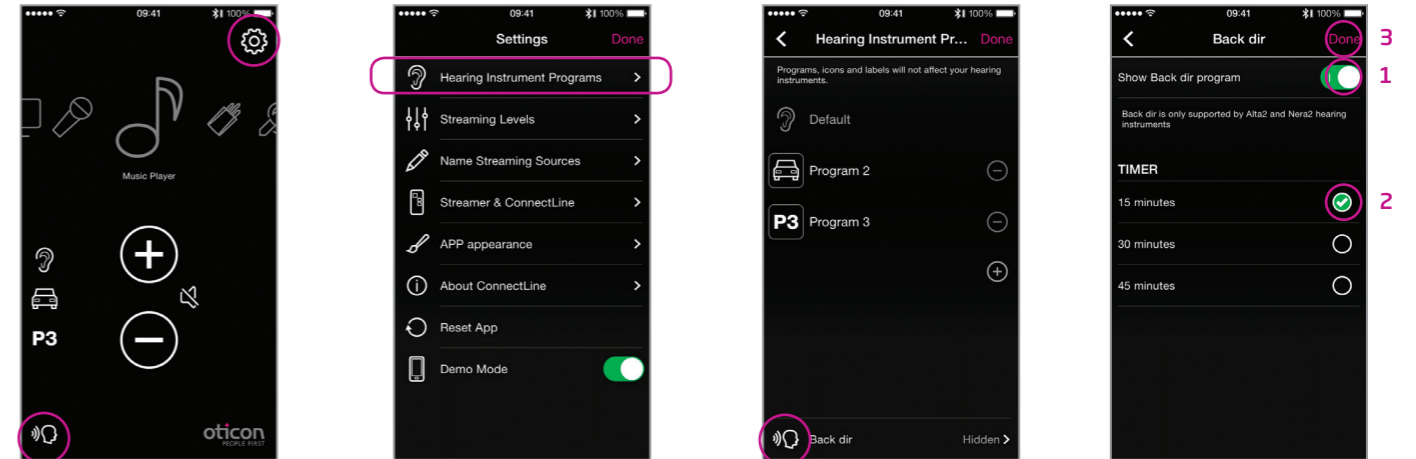 09:41
100%
Music Player
P3
oticon
PEOPLE FIRST
09:41
100%
Settings
Done
Hearing Instrument Programs
Streaming Levels
Name Streaming Sources
Streamer & ConnectLine
APP appearance
About ConnectLine
Reset App
Demo Mode
09:41
100%
Hearing Instrument Pr... Done
Programs, icons and labels will not affect your hearing
instruments.
Default
Program 2
P3 Program 3
Back dir Hidden
09:41
100%
Back dir
Done 3
Show Back dir program 1
Back dir is only supported by Alta2 and Nera2 hearing
instruments
TIMER
15 minutes 2
30 minutes
45 minutes